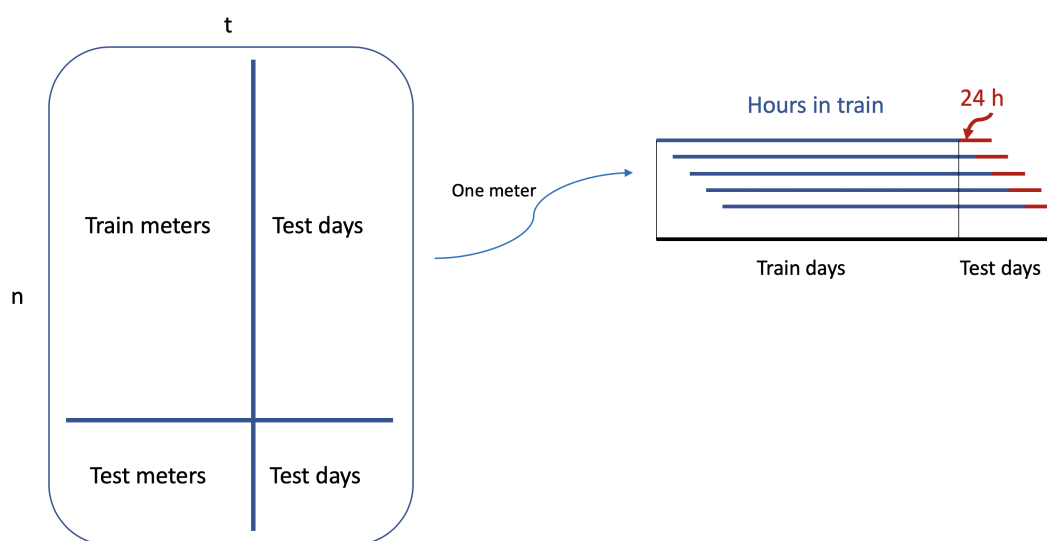 t
n
Train meters
Test days
Test meters
Test days
One meter
Hours in train
24 h
Train days
Test days